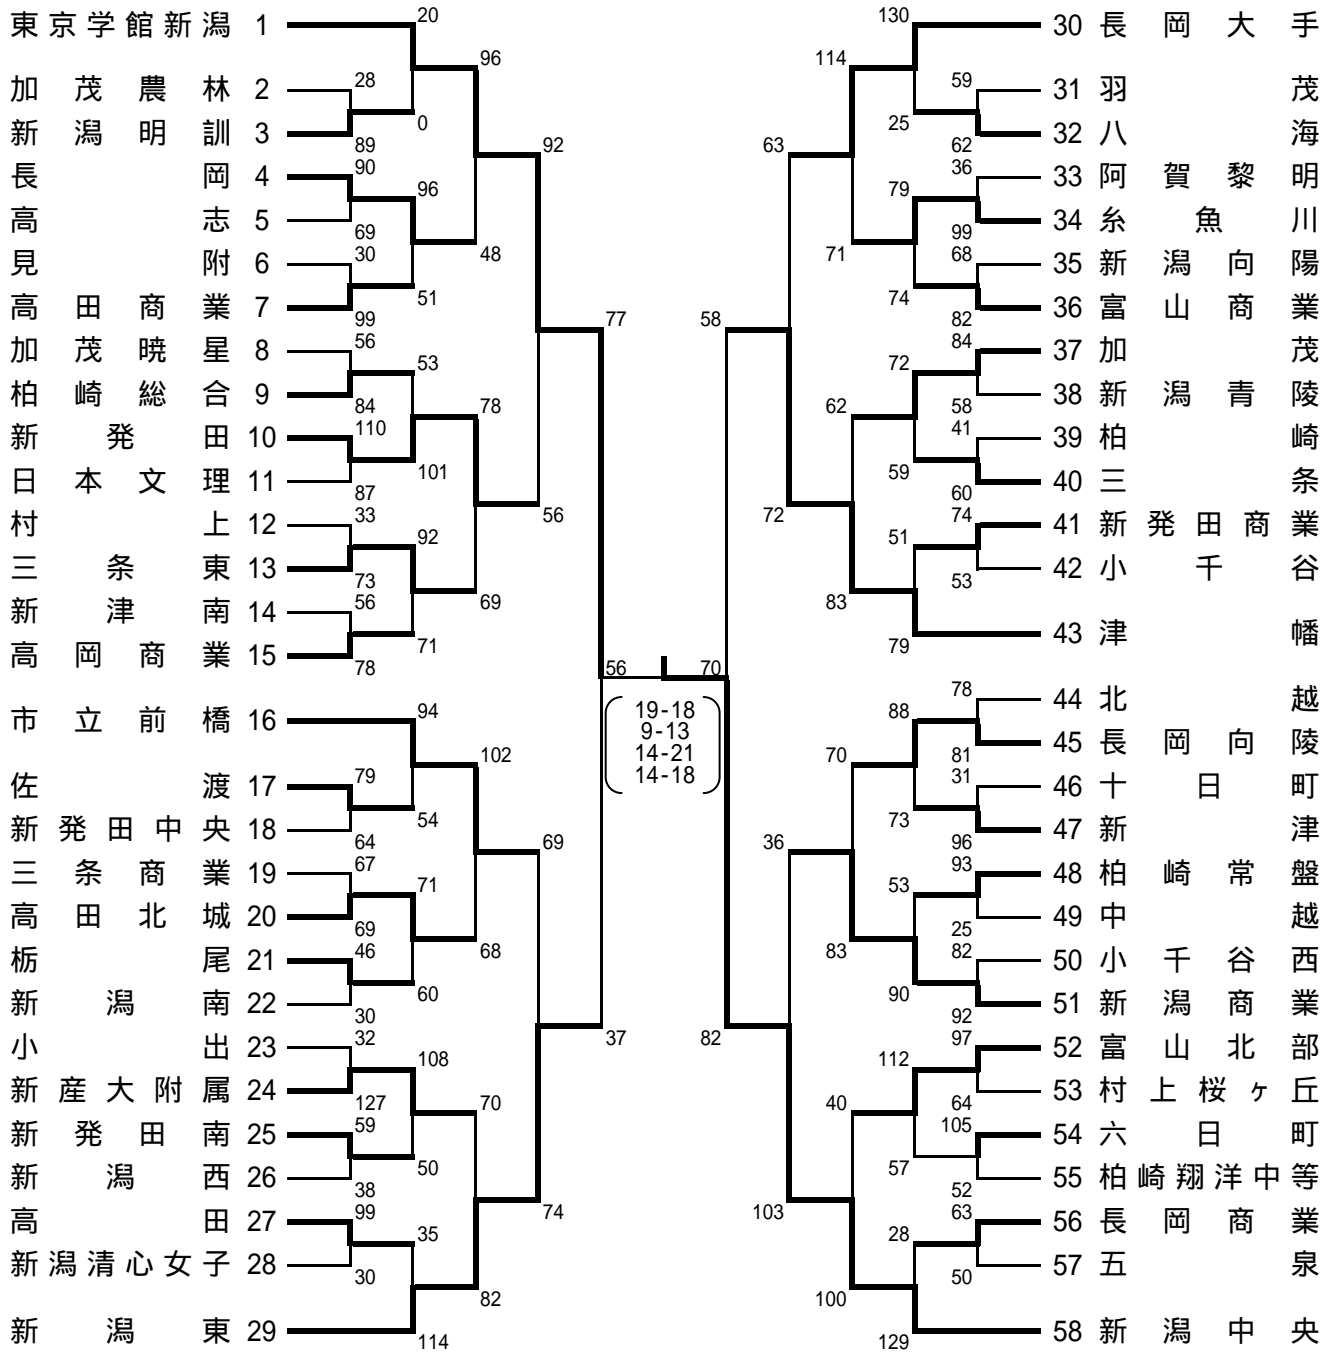 東京学館新潟 1
20
96
加茂農林 2
28
新潟明訓 3
89
0
92
長岡 4
90
96
高志 5
69
48
見附 6
30
高田商業 7
99
51
77
加茂暁星 8
56
53
柏崎総合 9
84
78
新発田 10
110
日本文理 11
87
101
56
村上 12
33
92
三条東 13
73
69
新津南 14
56
高岡商業 15
78
71
市立前橋 16
94
102
佐渡 17
79
新発田中央 18
64
54
69
三条商業 19
67
71
高田北城 20
69
68
栃尾 21
46
新潟南 22
30
60
37
小出 23
32
108
新産大附属 24
127
70
新発田南 25
59
新潟西 26
38
50
74
高田 27
99
35
新潟清心女子 28
30
82
新潟東 29
114
56
70
19-18
9-13
14-21
14-18
130
30 長岡大手
114
59
31 羽茂
25
62
32 八海
63
36
33 阿賀黎明
79
99
34 糸魚川
71
68
35 新潟向陽
74
82
36 富山商業
58
84
37 加茂
72
58
38 新潟青陵
62
41
39 柏崎
59
60
40 三条
72
74
41 新発田商業
51
53
42 小千谷
83
79
43 津幡
78
44 北越
88
81
45 長岡向陵
70
31
46 十日町
73
96
47 新津
36
93
48 柏崎常盤
53
25
49 中越
83
82
50 小千谷西
90
92
51 新潟商業
82
97
52 富山北部
112
64
53 村上桜ヶ丘
40
105
54 六日町
57
52
55 柏崎翔洋中等
103
63
56 長岡商業
28
50
57 五泉
100
129
58 新潟中央